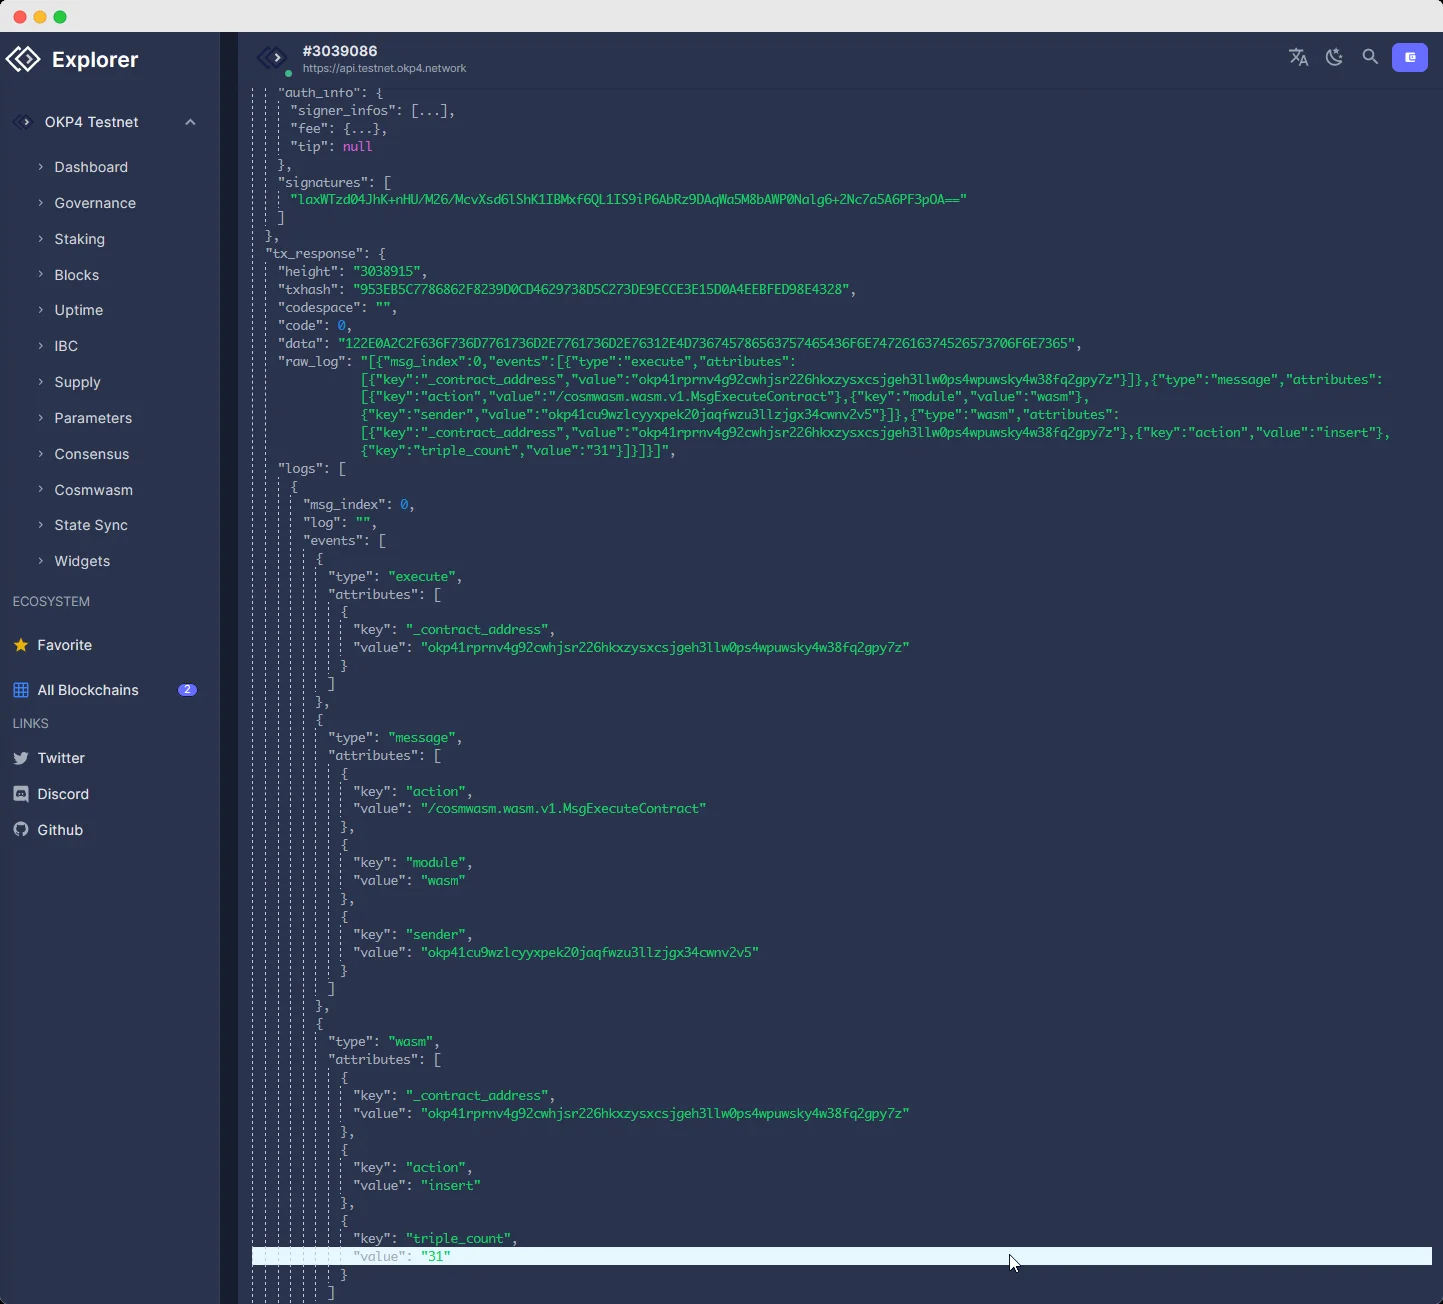 Explorer
OKP4 Testnet
Dashboard
Governance
Staking
Blocks
Uptime
IBC
Supply
Parameters
Consensus
Cosmwasm
State Sync
Widgets
ECOSYSTEM
Favorite
All Blockchains 2
LINKS
Twitter
Discord
Github
#3039086
https://api.testnet.okp4.network
"auth_info": {
"signer_infos": [...],
"fee": {...},
"tip": null
},
"signatures": [
"laxWTzd04JhK+nHU/M26/McvXsd6lShK1IBMxf6QL1IS9iP6AbRz9DAqWa5M8bAWP0Nalg6+2Nc7a5A6PF3pOA=="
]
},
"tx_response": {
"height": "3038915",
"txhash": "953EB5C7786862F8239D0CD4629738D5C273DE9ECCE3E15D0A4EEBFED98E4328",
"codespace": "",
"code": 0,
"data": "122E0A2C2F636F736D7761736D2E7761736D2E76312E4D736745786563757465436F6E7472616374526573706F6E7365",
"raw_log": "[{"msg_index":0,"events":[{"type":"execute","attributes":
[{"key":"_contract_address","value":"okp41rprnv4g92cwhjsr226hkxzysxcsjgeh3llw0ps4wpuwsky4w38fq2gpy7z"}]},{"type":"message","attributes":
[{"key":"action","value":"/cosmwasm.wasm.v1.MsgExecuteContract"},{"key":"module","value":"wasm"},
{"key":"sender","value":"okp41cu9wzlcyyxpek20jaqfwzu3llzjgx34cwnv2v5"}]},{"type":"wasm","attributes":
[{"key":"_contract_address","value":"okp41rprnv4g92cwhjsr226hkxzysxcsjgeh3llw0ps4wpuwsky4w38fq2gpy7z"},{"key":"action","value":"insert"},
{"key":"triple_count","value":"31"}]}]}]",
"logs": [
{
"msg_index": 0,
"log": "",
"events": [
{
"type": "execute",
"attributes": [
{
"key": "_contract_address",
"value": "okp41rprnv4g92cwhjsr226hkxzysxcsjgeh3llw0ps4wpuwsky4w38fq2gpy7z"
}
]
},
{
"type": "message",
"attributes": [
{
"key": "action",
"value": "/cosmwasm.wasm.v1.MsgExecuteContract"
},
{
"key": "module",
"value": "wasm"
},
{
"key": "sender",
"value": "okp41cu9wzlcyyxpek20jaqfwzu3llzjgx34cwnv2v5"
}
]
},
{
"type": "wasm",
"attributes": [
{
"key": "_contract_address",
"value": "okp41rprnv4g92cwhjsr226hkxzysxcsjgeh3llw0ps4wpuwsky4w38fq2gpy7z"
},
{
"key": "action",
"value": "insert"
},
{
"key": "triple_count",
"value": "31"
}
]